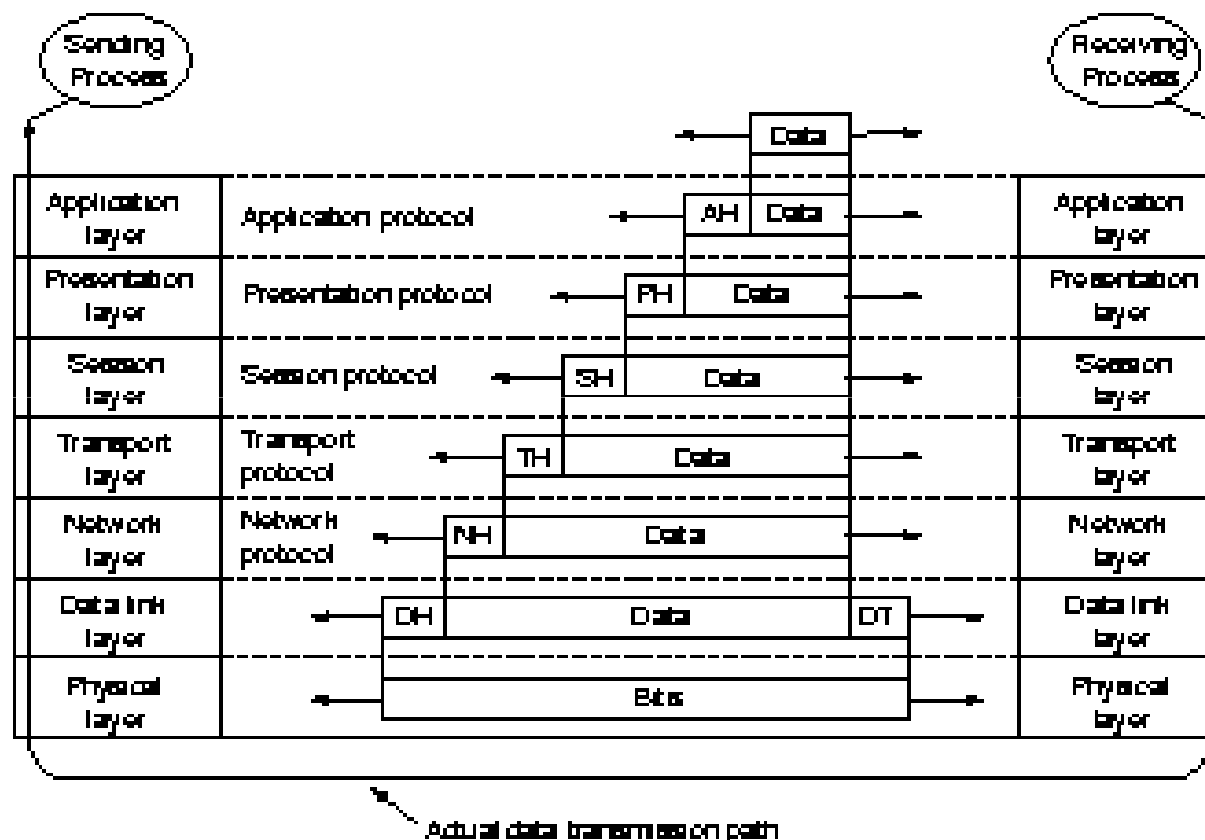 Sending
Process
Receiving
Process
Data
Application
layer
Application protocol
AH
Data
Application
layer
Presentation
layer
Presentation protocol
PH
Data
Presentation
layer
Session
layer
Session protocol
SH
Data
Session
layer
Transport
layer
Transport
protocol
TH
Data
Transport
layer
Network
layer
Network
protocol
NH
Data
Network
layer
Data link
layer
DH
Data
DT
Data link
layer
Physical
layer
Bits
Physical
layer
Actual data transmission path